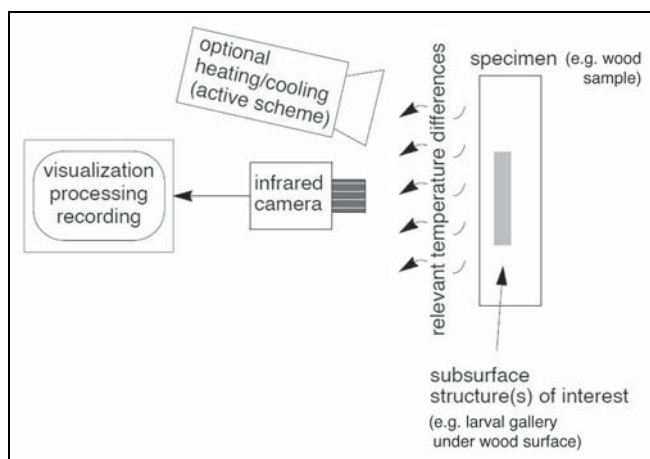 optional
heating/cooling
(active scheme)
specimen (e.g. wood
sample)
relevant temperature differences
visualization
processing
recording
infrared
camera
subsurface
structure(s) of interest
(e.g. larval gallery
under wood surface)